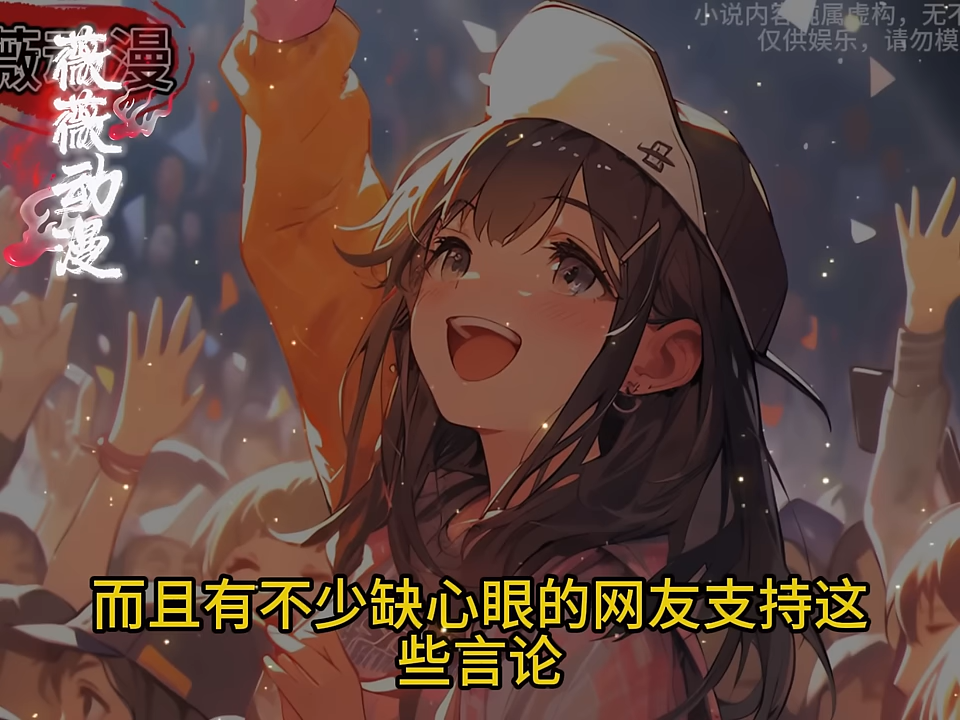 小说内容纯属虚构，无不
仅供娱乐，请勿模
薇动漫
薇薇动漫
而且有不少缺心眼的网友支持这
些言论